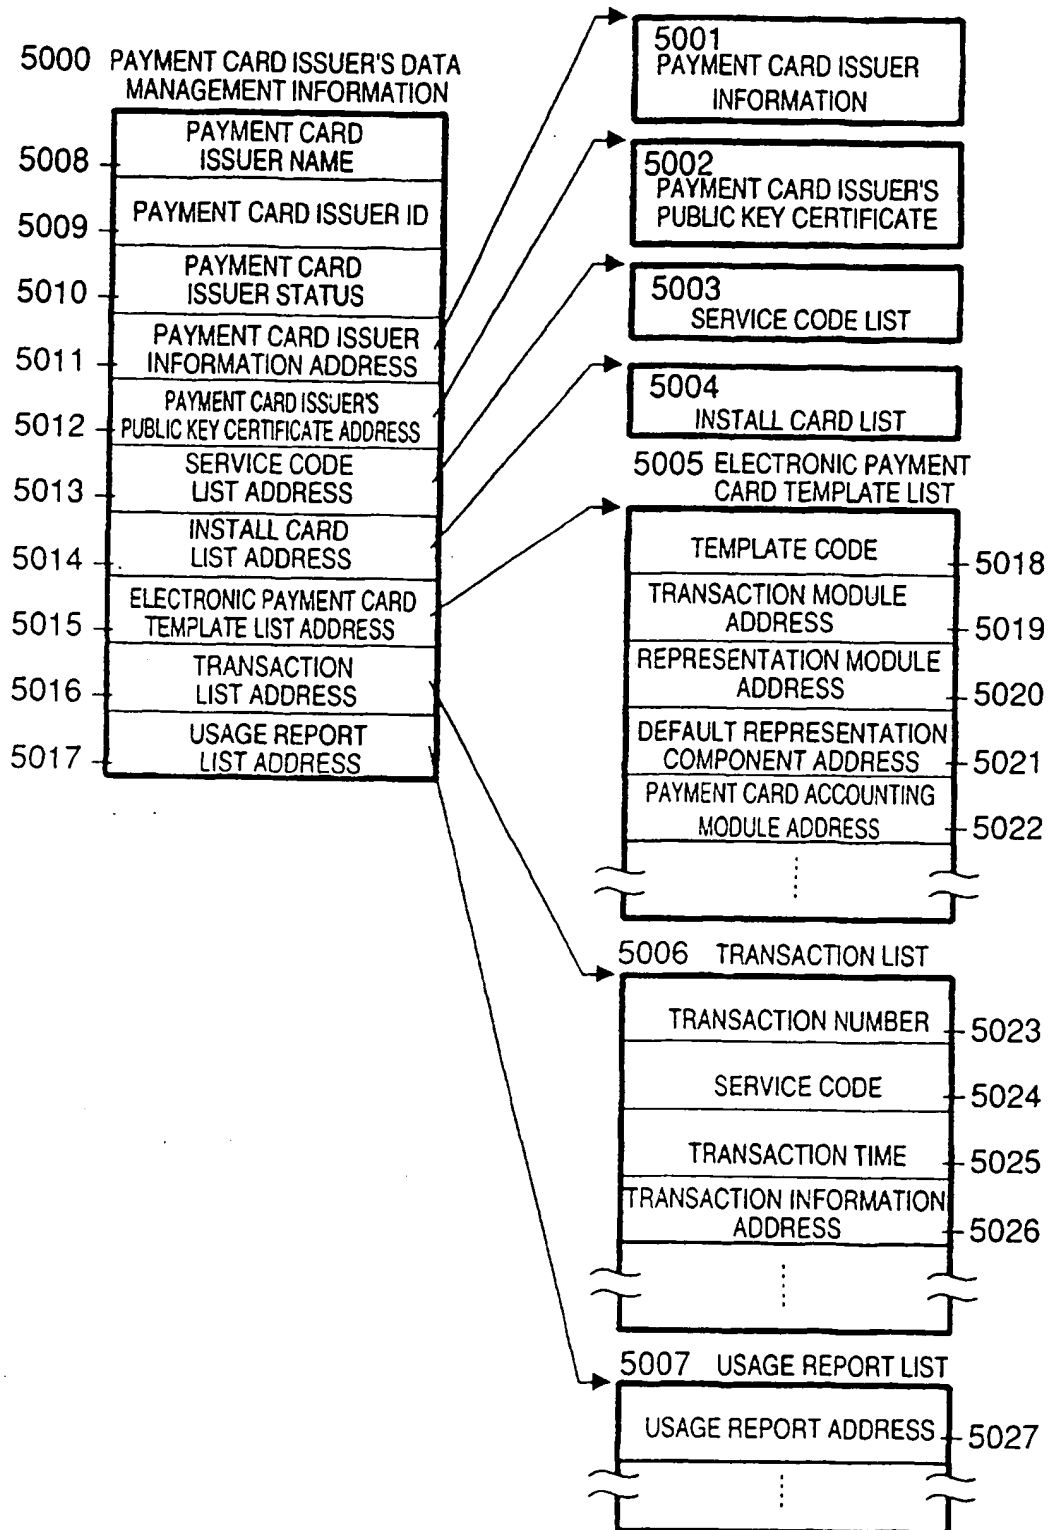 5000 PAYMENT CARD ISSUER'S DATA
MANAGEMENT INFORMATION
PAYMENT CARD
ISSUER NAME
5008
PAYMENT CARD ISSUER ID
5009
PAYMENT CARD
ISSUER STATUS
5010
PAYMENT CARD ISSUER
INFORMATION ADDRESS
5011
PAYMENT CARD ISSUER'S
PUBLIC KEY CERTIFICATE ADDRESS
5012
SERVICE CODE
LIST ADDRESS
5013
INSTALL CARD
LIST ADDRESS
5014
ELECTRONIC PAYMENT CARD
TEMPLATE LIST ADDRESS
5015
TRANSACTION
LIST ADDRESS
5016
USAGE REPORT
LIST ADDRESS
5017
5001
PAYMENT CARD ISSUER
INFORMATION
5002
PAYMENT CARD ISSUER'S
PUBLIC KEY CERTIFICATE
5003
SERVICE CODE LIST
5004
INSTALL CARD LIST
5005 ELECTRONIC PAYMENT
CARD TEMPLATE LIST
TEMPLATE CODE
5018
TRANSACTION MODULE
ADDRESS
5019
REPRESENTATION MODULE
ADDRESS
5020
DEFAULT REPRESENTATION
COMPONENT ADDRESS
5021
PAYMENT CARD ACCOUNTING
MODULE ADDRESS
5022
5006 TRANSACTION LIST
TRANSACTION NUMBER
5023
SERVICE CODE
5024
TRANSACTION TIME
5025
TRANSACTION INFORMATION
ADDRESS
5026
5007 USAGE REPORT LIST
USAGE REPORT ADDRESS
5027